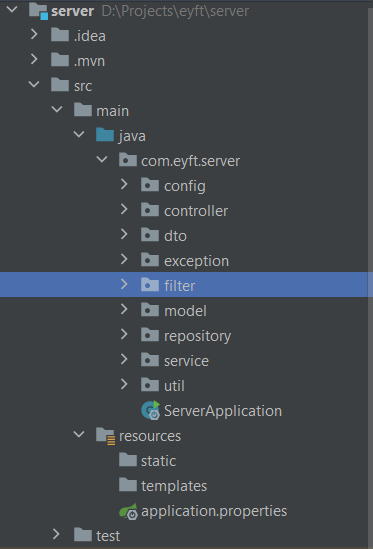 server D:\Projects\eyft\server
.idea
.mvn
src
main
java
com.eyft.server
config
controller
dto
exception
filter
model
repository
service
util
ServerApplication
resources
static
templates
application.properties
test